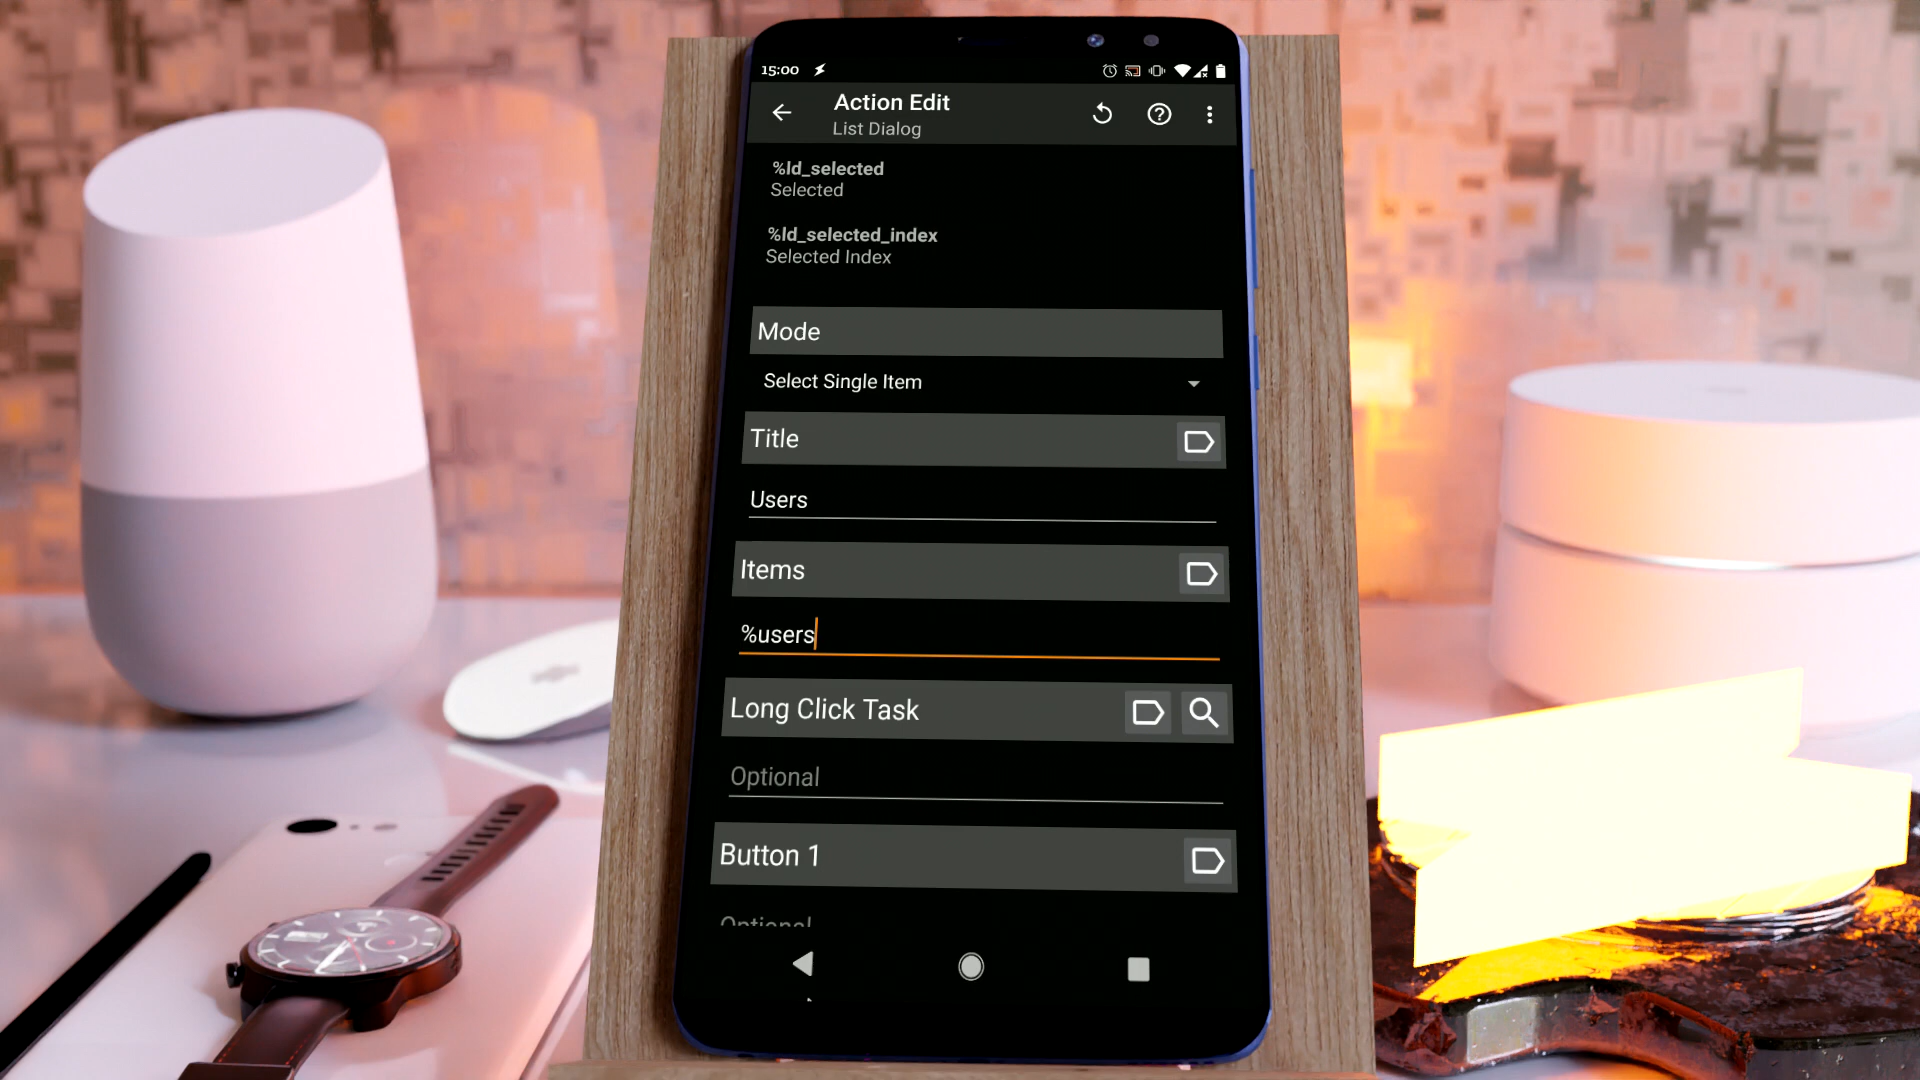 15:00
Action Edit
List Dialog
%ld_selected
Selected
%ld_selected_index
Selected Index
Mode
Select Single Item
Title
Users
Items
%users
Long Click Task
Optional
Button 1
Optional